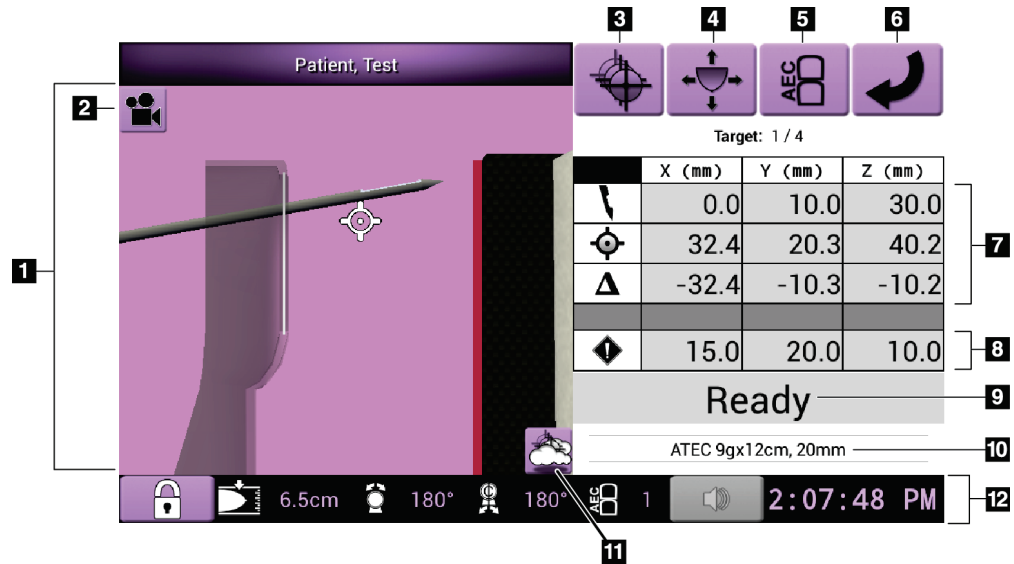 3 4 5 6
Patient, Test
AEC
1
2
Target: 1 / 4
X (mm) Y (mm) Z (mm)
0.0 10.0 30.0
32.4 20.3 40.2
7
Δ -32.4 -10.3 -10.2
! 15.0 20.0 10.0
8
Ready
9
ATEC 9gx12cm, 20mm
10
6.5cm 180° C 180° AEC 1 2:07:48 PM
12
11